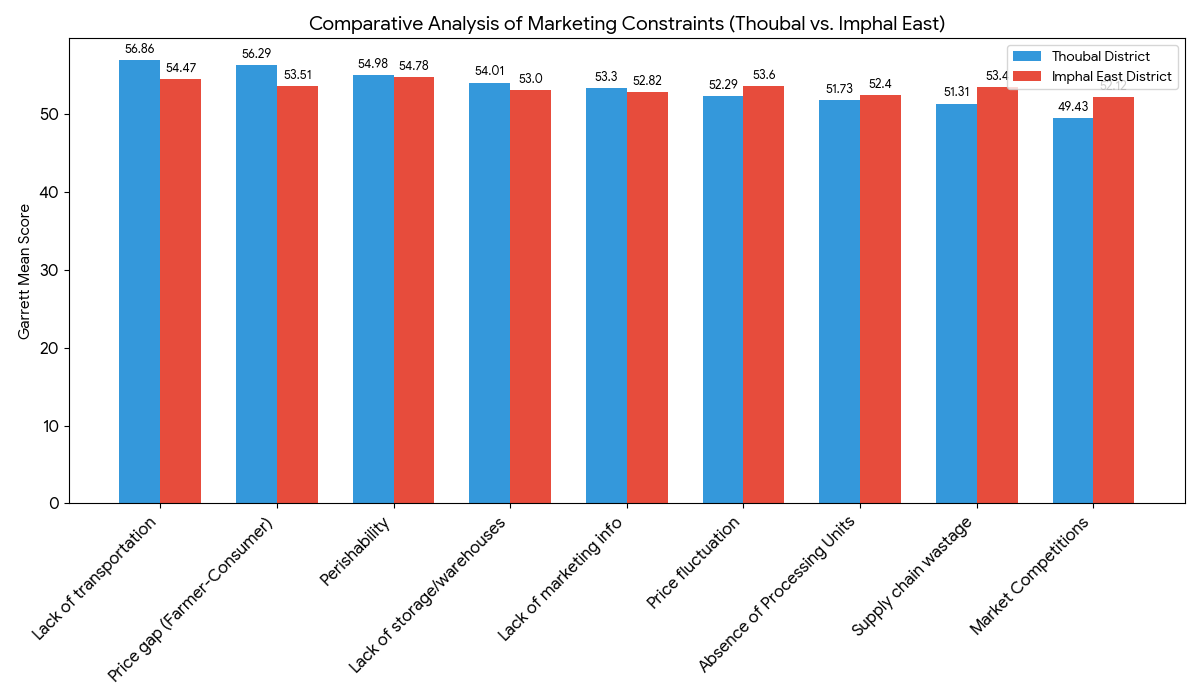 Comparative Analysis of Marketing Constraints (Thoubal vs. Imphal East)
Thoubal District
Imphal East District
56.86
54.47
56.29
53.51
54.98
54.78
54.01
53.0
53.3
52.82
52.29
53.6
51.73
52.4
51.31
53.4
49.43
52.12
Garrett Mean Score
50
40
30
20
10
0
Lack of transportation
Price gap (Farmer-Consumer)
Perishability
Lack of storage/warehouses
Lack of marketing info
Price fluctuation
Absence of Processing Units
Supply chain wastage
Market Competitions